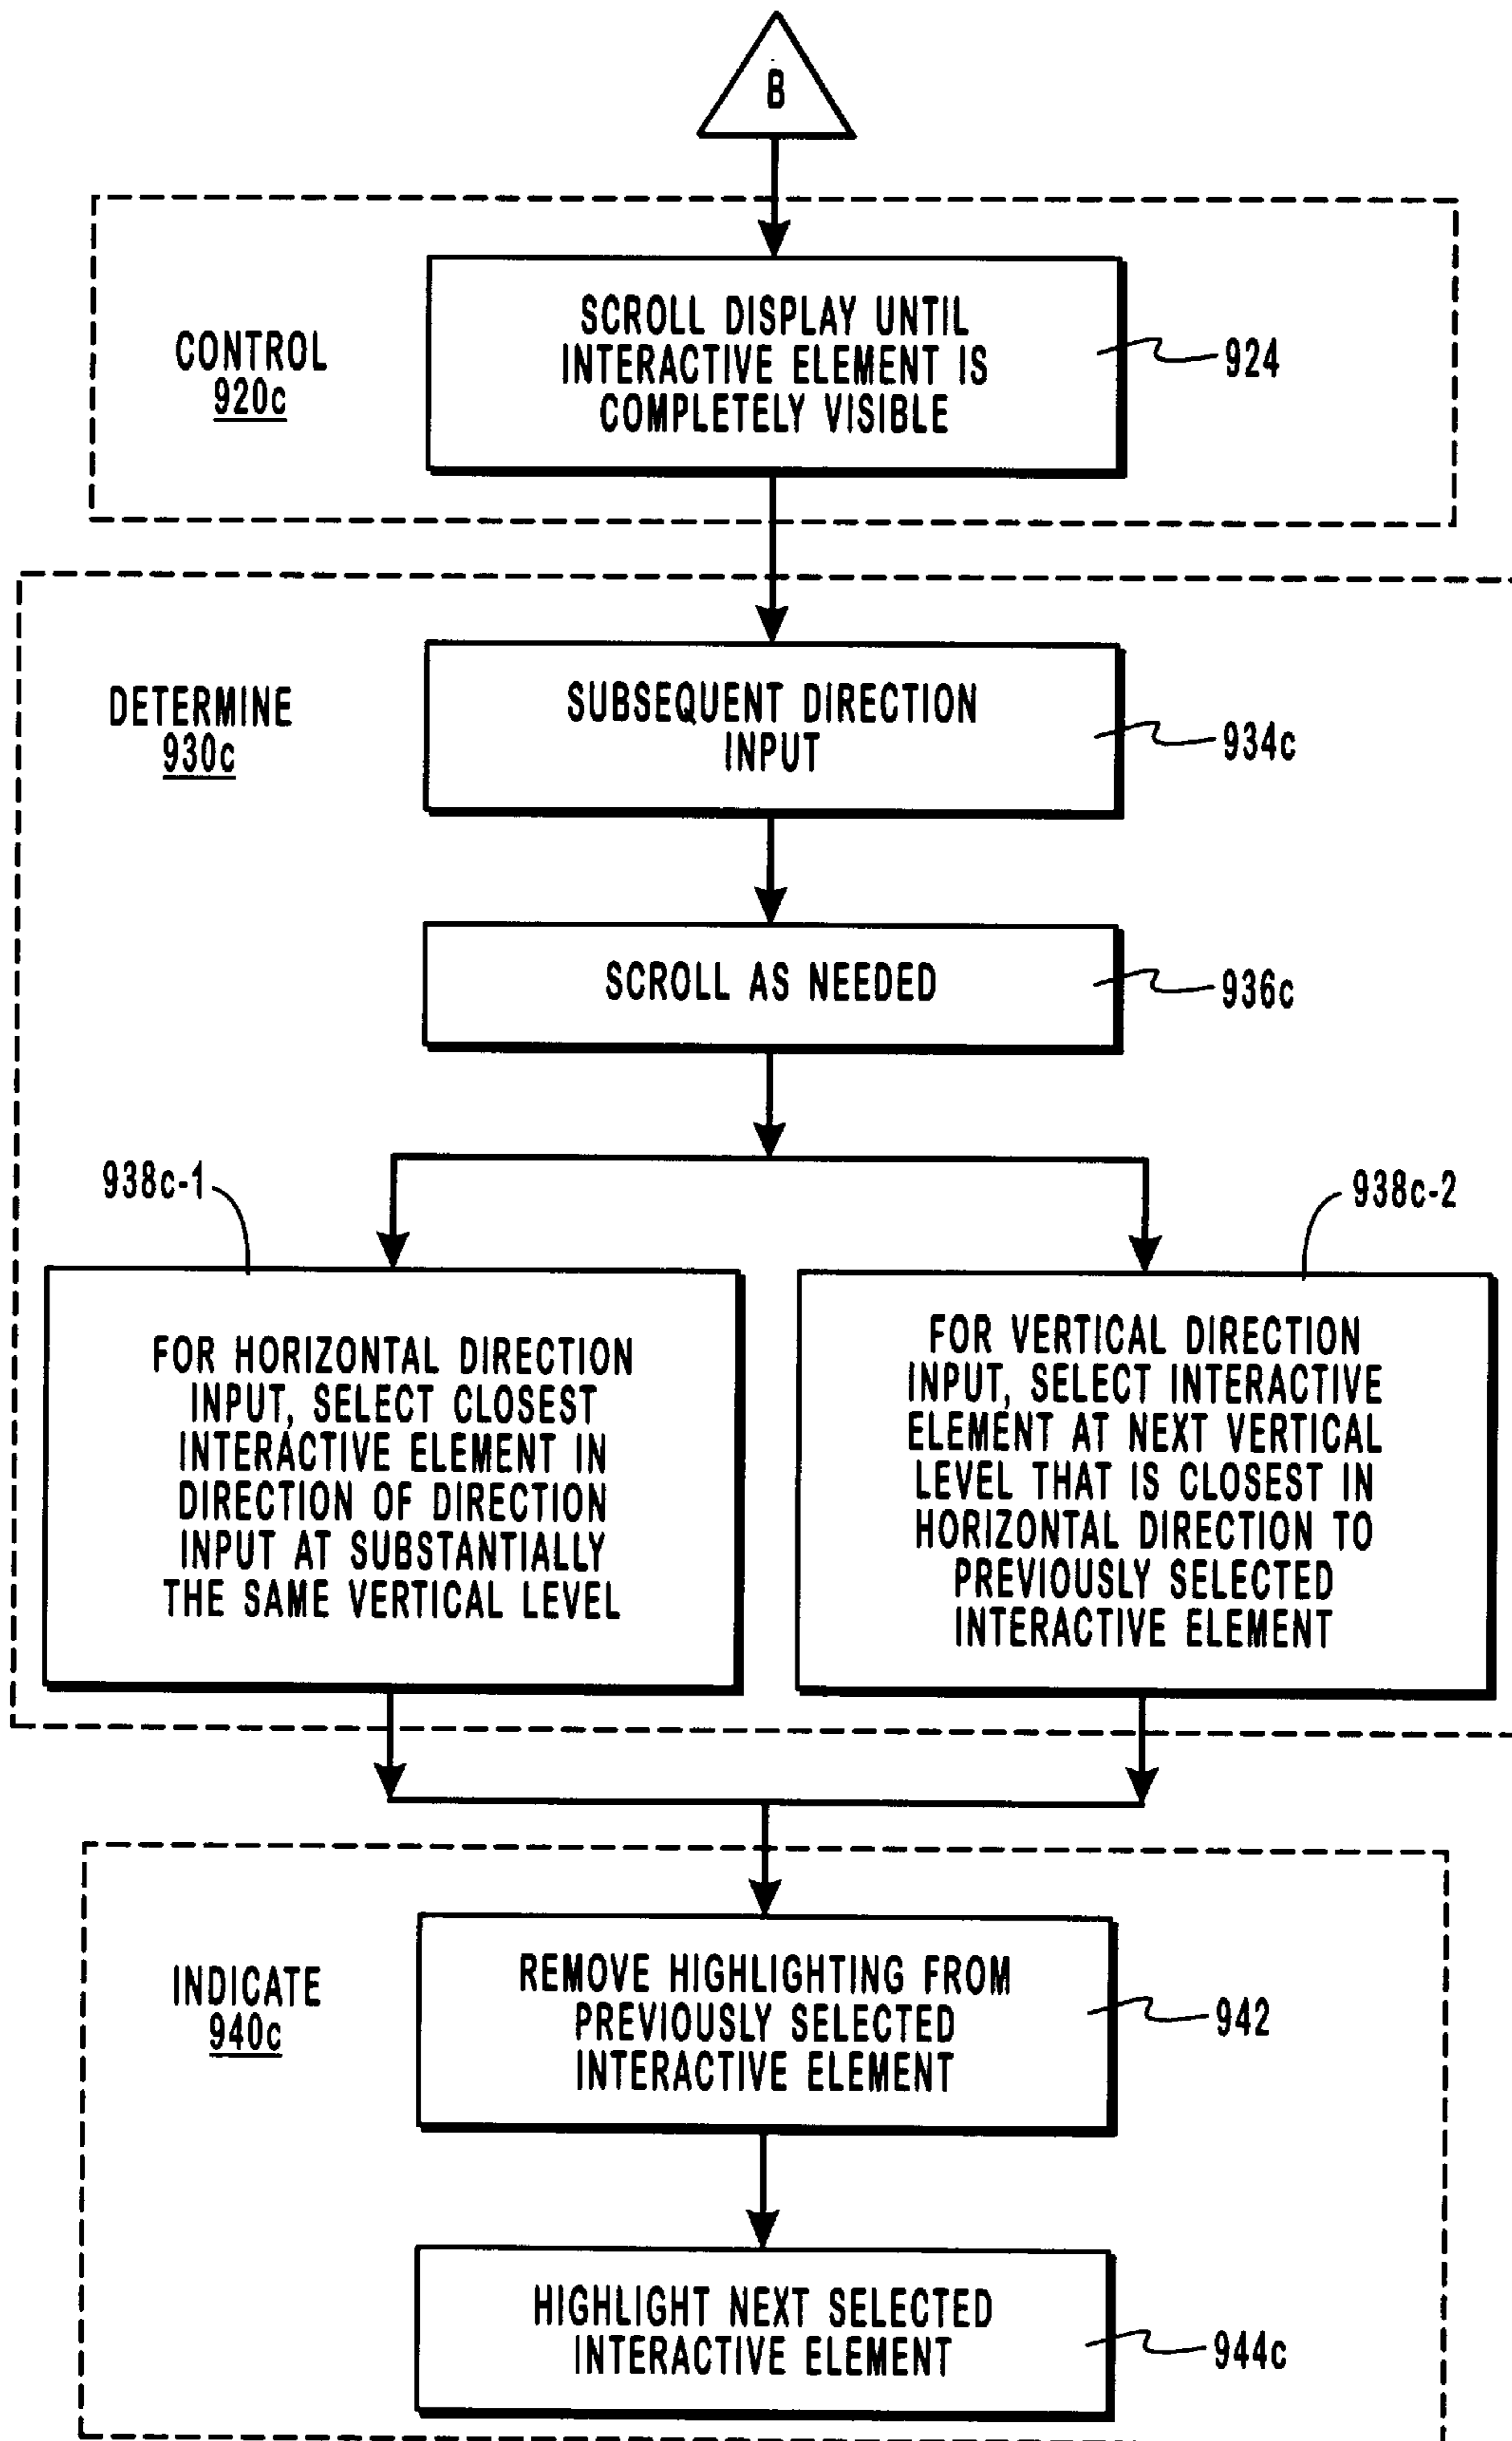 B
CONTROL
920c
SCROLL DISPLAY UNTIL
INTERACTIVE ELEMENT IS
COMPLETELY VISIBLE
924
DETERMINE
930c
SUBSEQUENT DIRECTION
INPUT
934c
SCROLL AS NEEDED
936c
938c-1
FOR HORIZONTAL DIRECTION
INPUT, SELECT CLOSEST
INTERACTIVE ELEMENT IN
DIRECTION OF DIRECTION
INPUT AT SUBSTANTIALLY
THE SAME VERTICAL LEVEL
938c-2
FOR VERTICAL DIRECTION
INPUT, SELECT INTERACTIVE
ELEMENT AT NEXT VERTICAL
LEVEL THAT IS CLOSEST IN
HORIZONTAL DIRECTION TO
PREVIOUSLY SELECTED
INTERACTIVE ELEMENT
INDICATE
940c
REMOVE HIGHLIGHTING FROM
PREVIOUSLY SELECTED
INTERACTIVE ELEMENT
942
HIGHLIGHT NEXT SELECTED
INTERACTIVE ELEMENT
944c